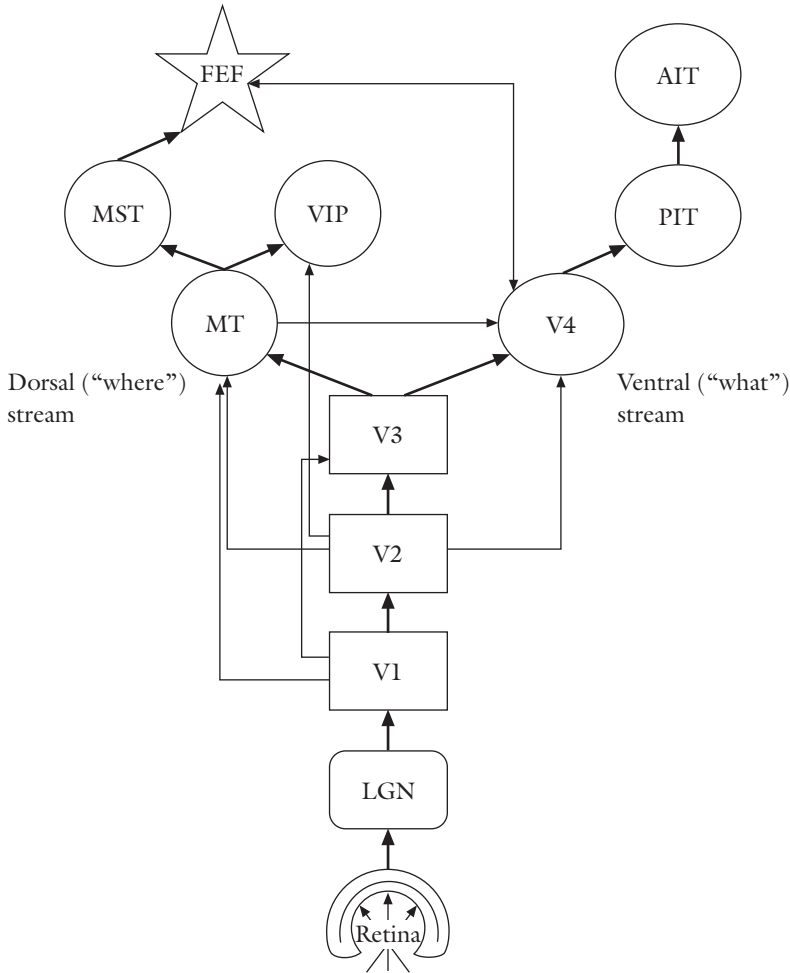 FEF
AIT
MST
VIP
PIT
MT
V4
Dorsal (“where”)
stream
Ventral (“what”)
stream
V3
V2
V1
LGN
Retina